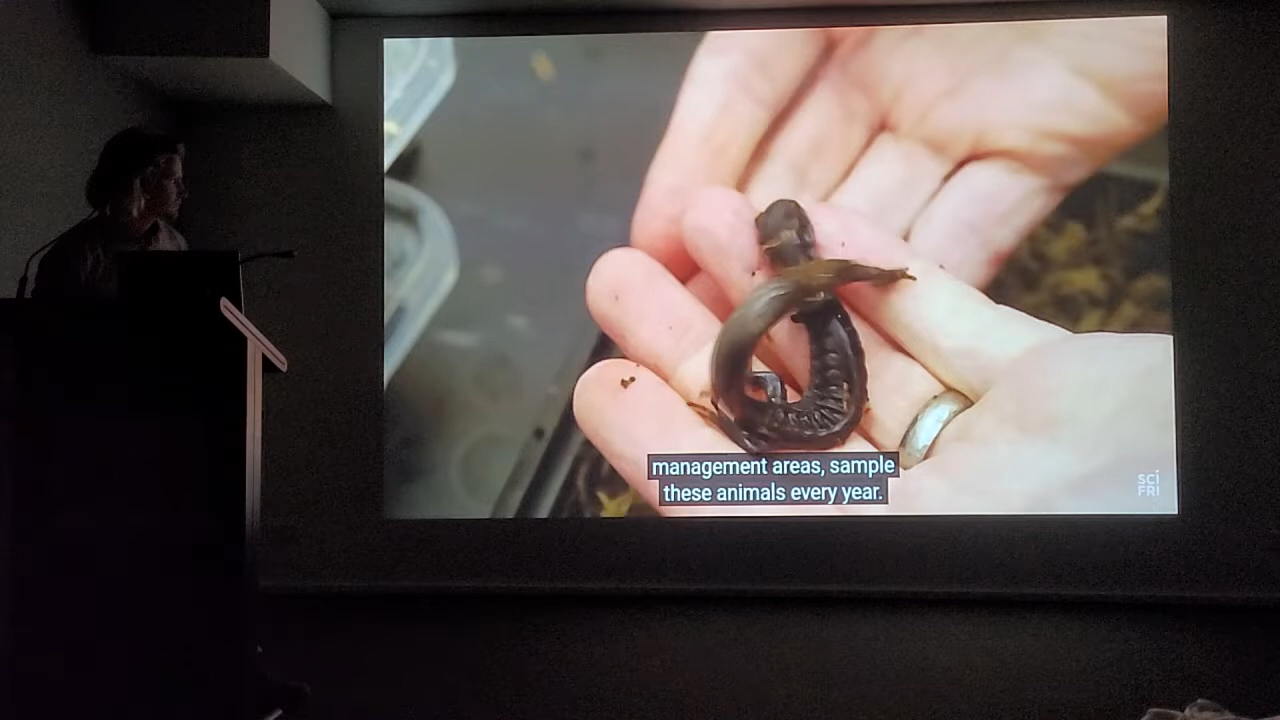 management areas, sample
these animals every year.
SCI
FRI